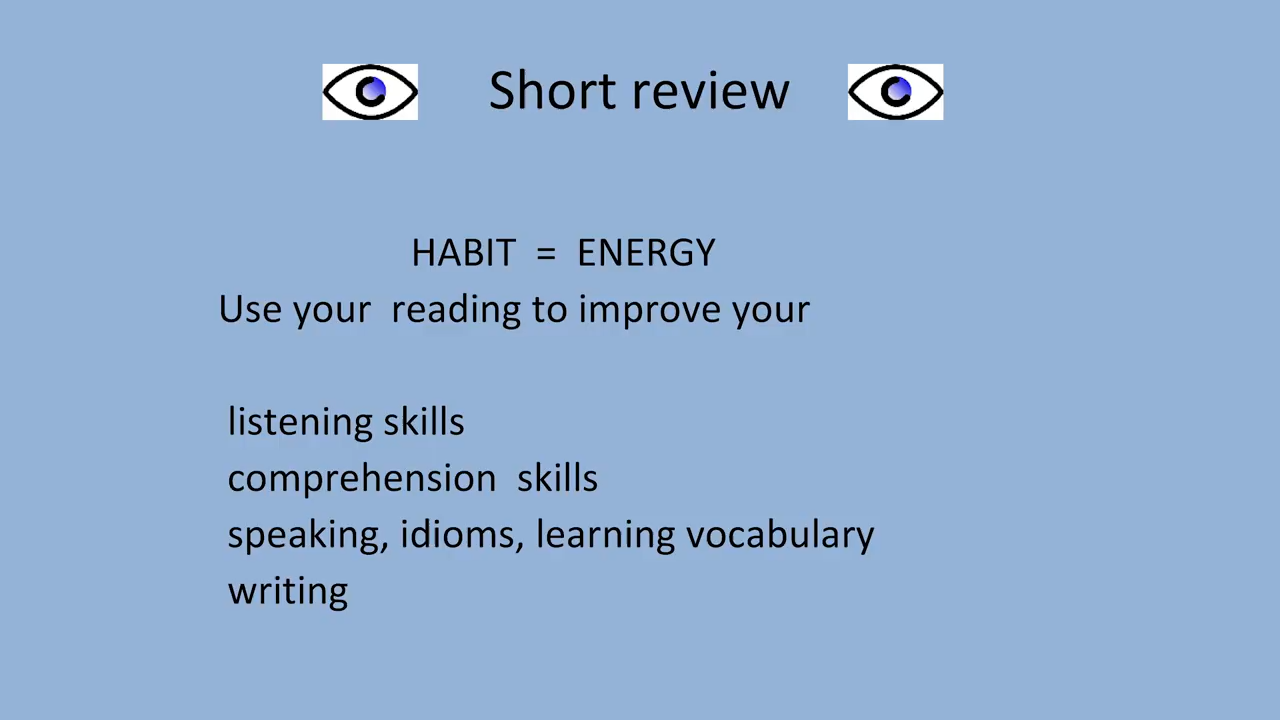 Short review
HABIT = ENERGY
Use your reading to improve your
listening skills
comprehension skills
speaking, idioms, learning vocabulary
writing